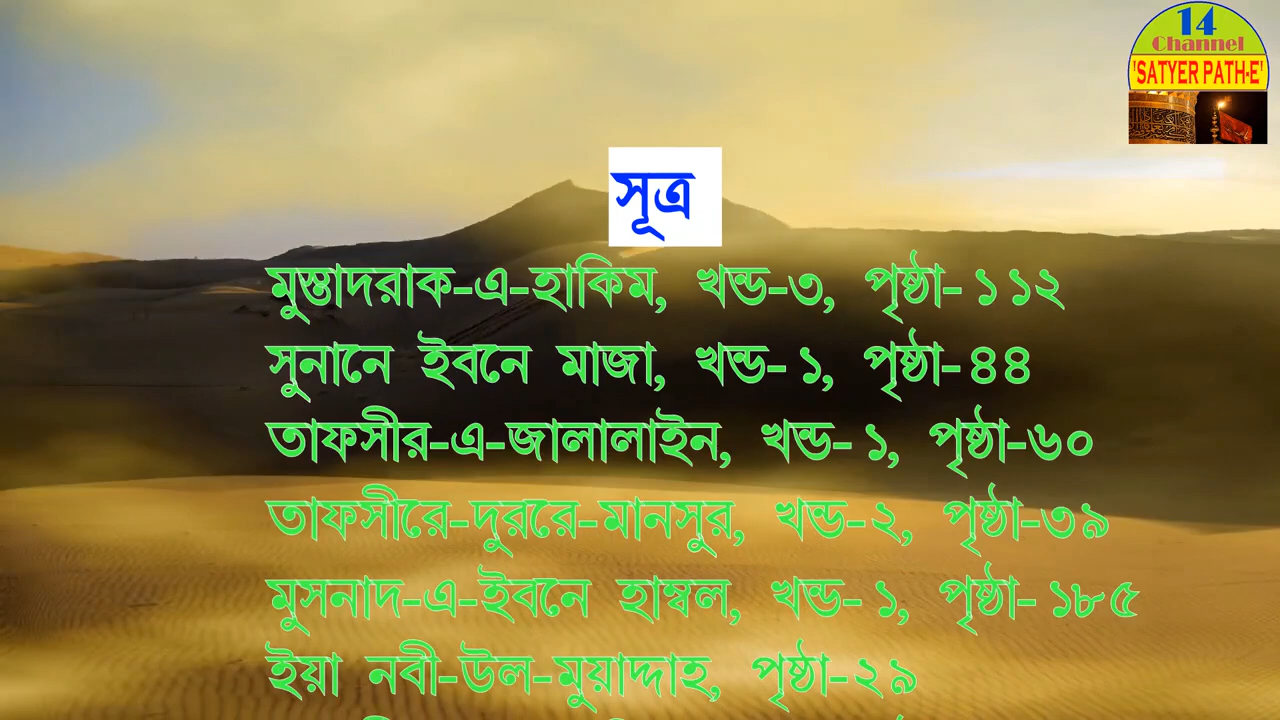 14
Channel
'SATYER PATH-E'
সূত্র
মুস্তাদরাক-এ-হাকিম, খন্ড-৩, পৃষ্ঠা-১১২
সুনানে ইবনে মাজা, খন্ড-১, পৃষ্ঠা-৪৪
তাফসীর-এ-জালালাইন, খন্ড-১, পৃষ্ঠা-৬০
তাফসীরে-দুররে-মানসুর, খন্ড-২, পৃষ্ঠা-৩৯
মুসনাদ-এ-ইবনে হাম্বল, খন্ড-১, পৃষ্ঠা-১৮৫
ইয়া নবী-উল-মুয়াদ্দাহ, পৃষ্ঠা-২৯